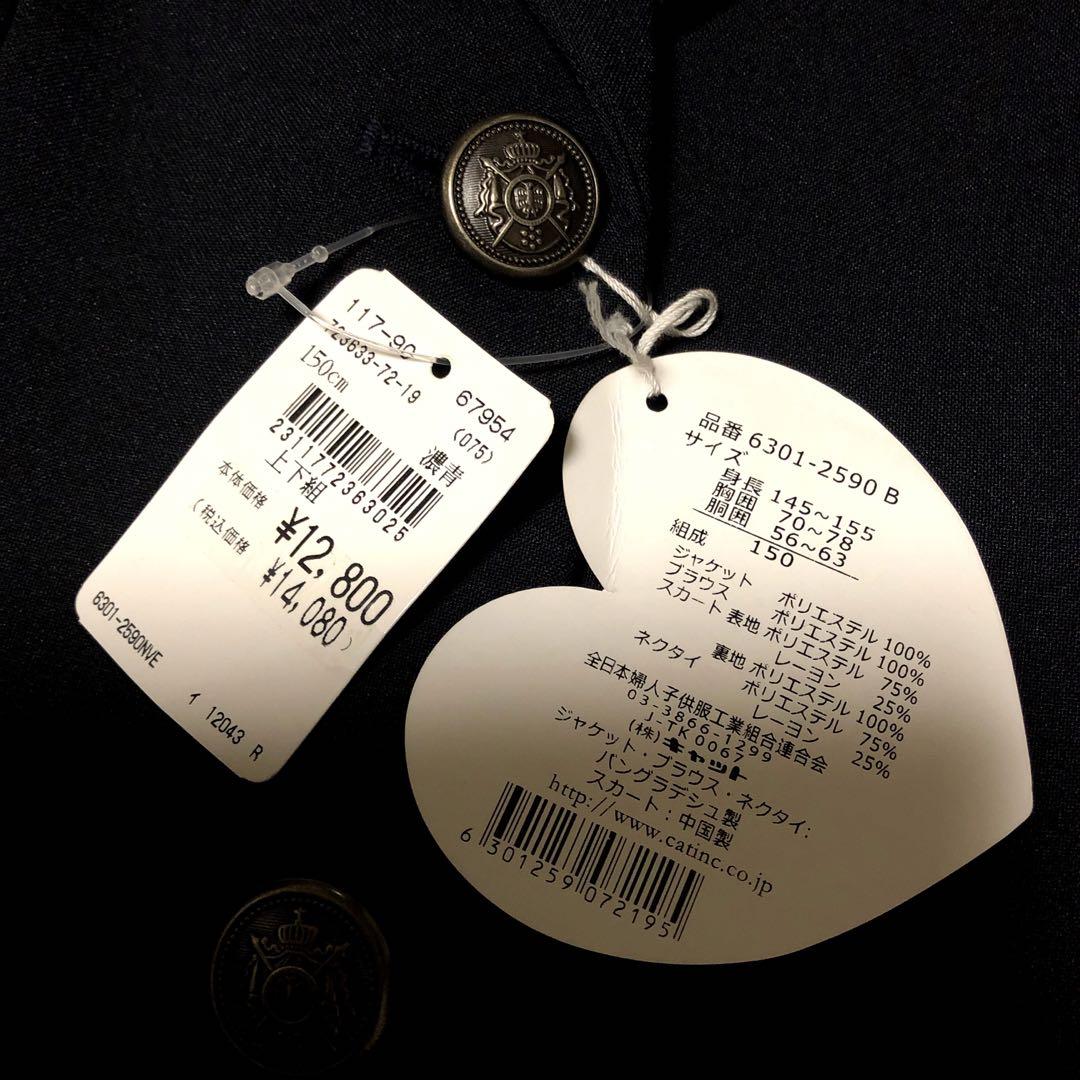 117-90
723633-72-19
150cm
67954
(075)
濃青
2311772363025
上下組
本体価格
¥12,800
(税込価格
¥14,080)
6301-2590NVE
1 12043 R
品番 6301-2590 B
サイズ
身長 145~155
胸囲 70~78
胴囲 56~63
150
組成
ジャケット ポリエステル 100%
ブラウス ポリエステル 100%
スカート 表地 ポリエステル 75%
レーヨン 25%
裏地 ポリエステル 100%
ネクタイ ポリエステル 75%
レーヨン 25%
全日本婦人子供服工業組合連合会
03-3866-1299
J-TK0067
(株)キャット
ジャケット・ブラウス・ネクタイ:
バングラデシュ製
スカート:中国製
http://www.catinc.co.jp
6 301259 072195